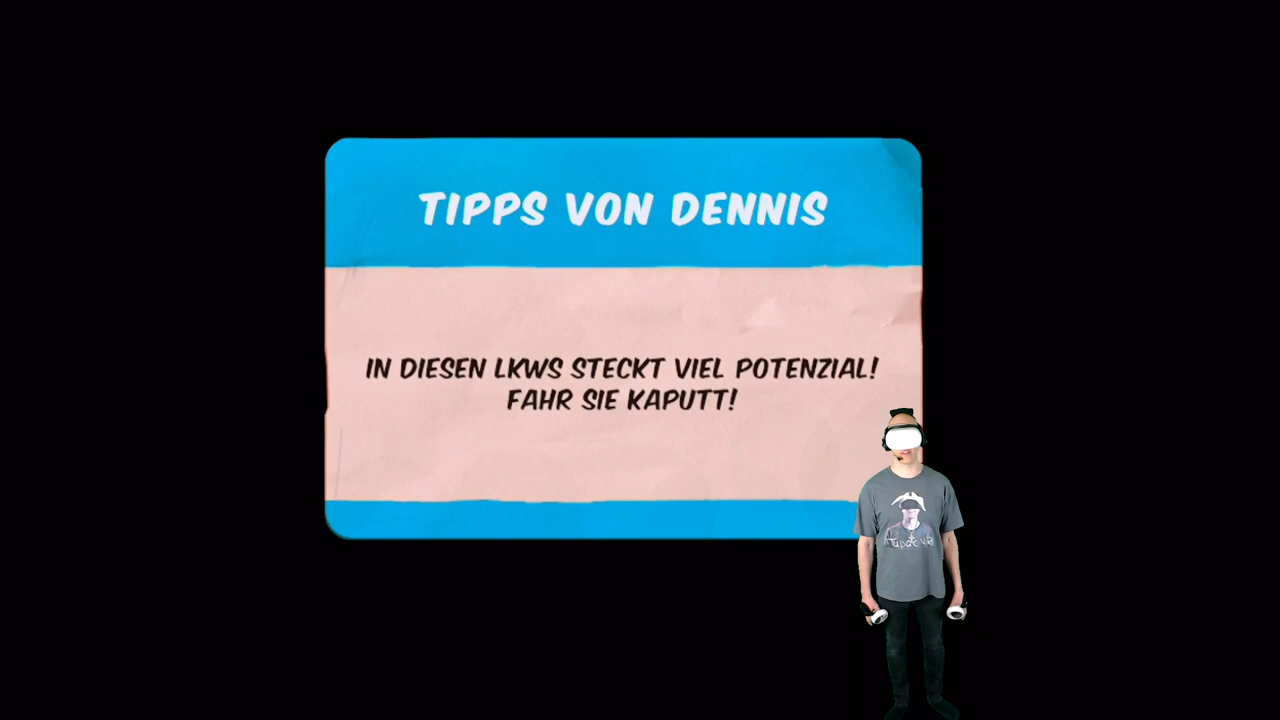 TIPPS VON DENNIS
IN DIESEN LKWS STECKT VIEL POTENZIAL!
FAHR SIE KAPUTT!